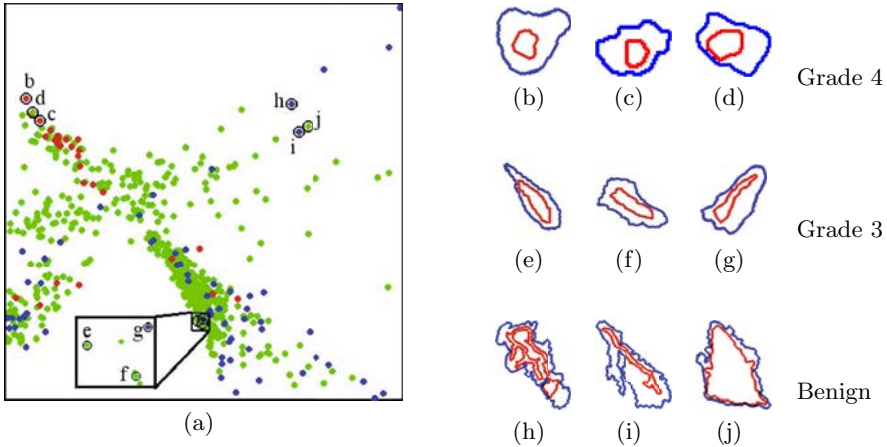 b
d
c
h
j
i
e
g
f
(a)
(b) (c) (d)
Grade 4
(e) (f) (g)
Grade 3
(h) (i) (j)
Benign